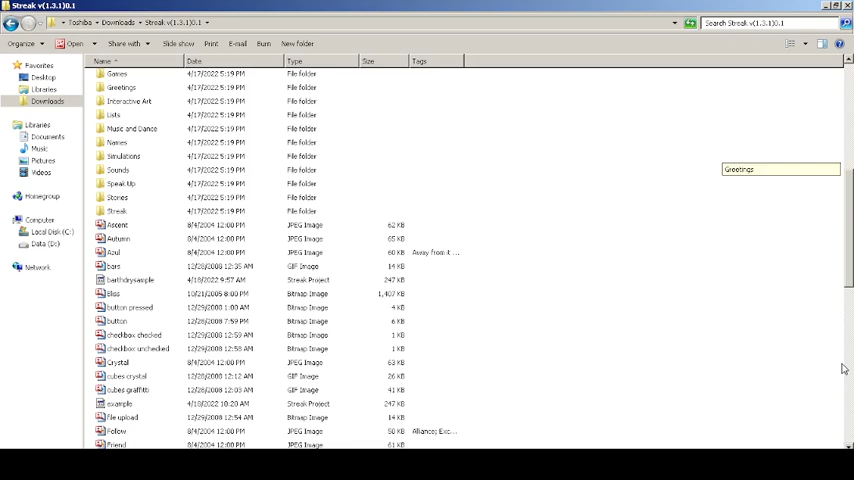 Streak v(1.3.1)0.1
Toshiba Downloads Streak v(1.3.1)0.1 Search Streak v(1.3.1)0.1
Organize Open Share with Slide show Print E-mail Burn New folder
Name Date Type Size Tags
Favorites
Desktop
Libraries
Downloads
Libraries
Documents
Music
Pictures
Videos
Homegroup
Computer
Local Disk (C:)
Data (D:)
Network
Games 4/17/2022 5:19 PM File folder
Greetings 4/17/2022 5:19 PM File folder
Interactive Art 4/17/2022 5:19 PM File folder
Lists 4/17/2022 5:19 PM File folder
Music and Dance 4/17/2022 5:19 PM File folder
Names 4/17/2022 5:19 PM File folder
Simulations 4/17/2022 5:19 PM File folder
Sounds 4/17/2022 5:19 PM File folder
Speak Up 4/17/2022 5:19 PM File folder
Stories 4/17/2022 5:19 PM File folder
Streak 4/17/2022 5:19 PM File folder
Ascent 8/4/2004 12:00 PM JPEG Image 62 KB
Autumn 8/4/2004 12:00 PM JPEG Image 65 KB
Azul 8/4/2004 12:00 PM JPEG Image 60 KB Away from it ...
bars 12/28/2008 12:35 AM GIF Image 14 KB
barthdrysample 4/18/2022 9:57 AM Streak Project 247 KB
Bliss 10/21/2005 8:00 PM Bitmap Image 1,407 KB
button pressed 12/29/2008 1:00 AM Bitmap Image 4 KB
button 12/28/2008 7:59 PM Bitmap Image 6 KB
checkbox checked 12/29/2008 12:59 AM Bitmap Image 1 KB
checkbox unchecked 12/29/2008 12:58 AM Bitmap Image 1 KB
Crystal 8/4/2004 12:00 PM JPEG Image 63 KB
cubes crystal 12/28/2008 12:12 AM GIF Image 26 KB
cubes graffitti 12/28/2008 12:03 AM GIF Image 41 KB
example 4/18/2022 10:20 AM Streak Project 247 KB
file upload 12/29/2008 12:54 AM Bitmap Image 14 KB
Follow 8/4/2004 12:00 PM JPEG Image 50 KB Alliance; Exc...
Friend 8/4/2004 12:00 PM JPEG Image 61 KB
Greetings